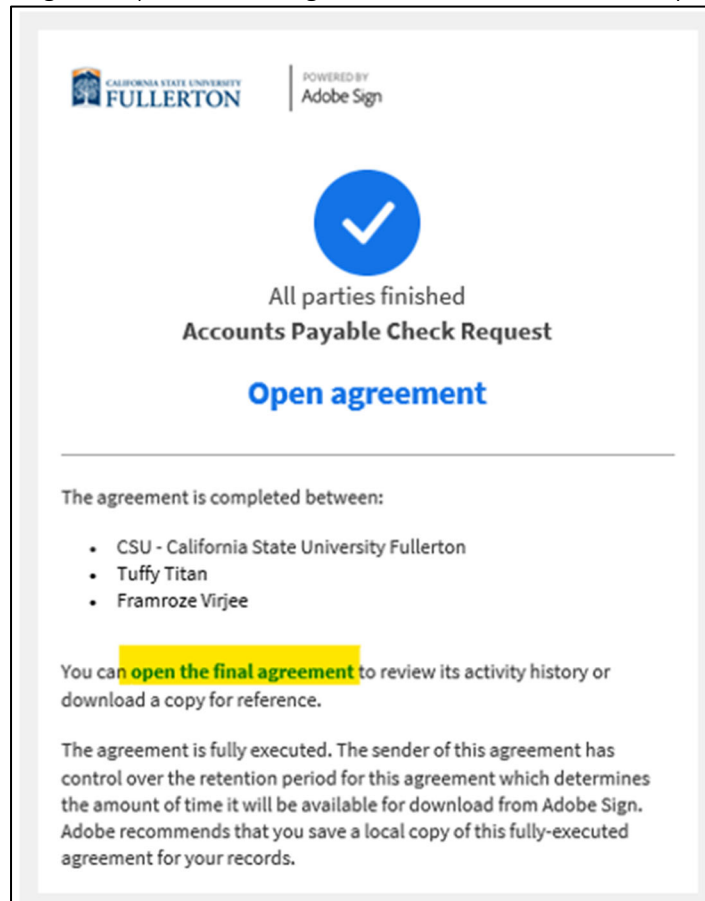 CALIFORNIA STATE UNIVERSITY
FULLERTON
POWERED BY
Adobe Sign
All parties finished
Accounts Payable Check Request
Open agreement
The agreement is completed between:
• CSU - California State University Fullerton
• Tuffy Titan
• Framroze Virjee
You can open the final agreement to review its activity history or
download a copy for reference.
The agreement is fully executed. The sender of this agreement has
control over the retention period for this agreement which determines
the amount of time it will be available for download from Adobe Sign.
Adobe recommends that you save a local copy of this fully-executed
agreement for your records.